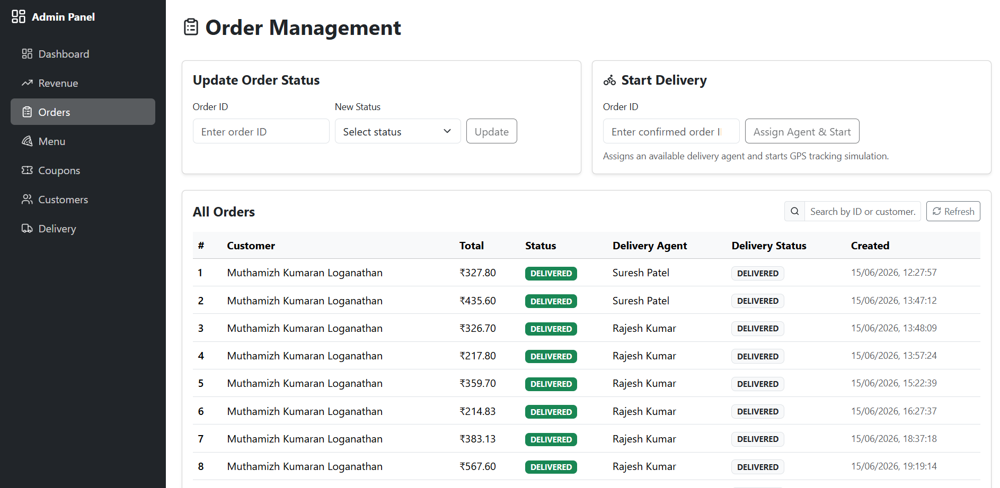 Admin Panel
Dashboard
Revenue
Orders
Menu
Coupons
Customers
Delivery
Order Management
Update Order Status
Order ID New Status
Enter order ID Select status Update
Start Delivery
Order ID
Enter confirmed order I Assign Agent & Start
Assigns an available delivery agent and starts GPS tracking simulation.
All Orders Search by ID or customer. Refresh
# Customer Total Status Delivery Agent Delivery Status Created
1 Muthamizh Kumaran Loganathan ₹327.80 DELIVERED Suresh Patel DELIVERED 15/06/2026, 12:27:57
2 Muthamizh Kumaran Loganathan ₹435.60 DELIVERED Suresh Patel DELIVERED 15/06/2026, 13:47:12
3 Muthamizh Kumaran Loganathan ₹326.70 DELIVERED Rajesh Kumar DELIVERED 15/06/2026, 13:48:09
4 Muthamizh Kumaran Loganathan ₹217.80 DELIVERED Rajesh Kumar DELIVERED 15/06/2026, 13:57:24
5 Muthamizh Kumaran Loganathan ₹359.70 DELIVERED Rajesh Kumar DELIVERED 15/06/2026, 15:22:39
6 Muthamizh Kumaran Loganathan ₹214.83 DELIVERED Rajesh Kumar DELIVERED 15/06/2026, 16:27:37
7 Muthamizh Kumaran Loganathan ₹383.13 DELIVERED Rajesh Kumar DELIVERED 15/06/2026, 18:37:18
8 Muthamizh Kumaran Loganathan ₹567.60 DELIVERED Rajesh Kumar DELIVERED 15/06/2026, 19:19:14